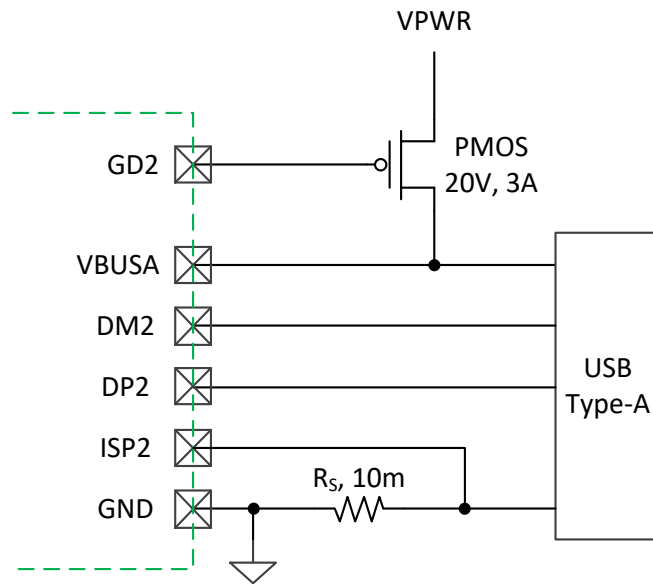 VPWR
GD2
PMOS
20V, 3A
VBUSA
DM2
DP2
USB
Type-A
ISP2
RS, 10m
GND